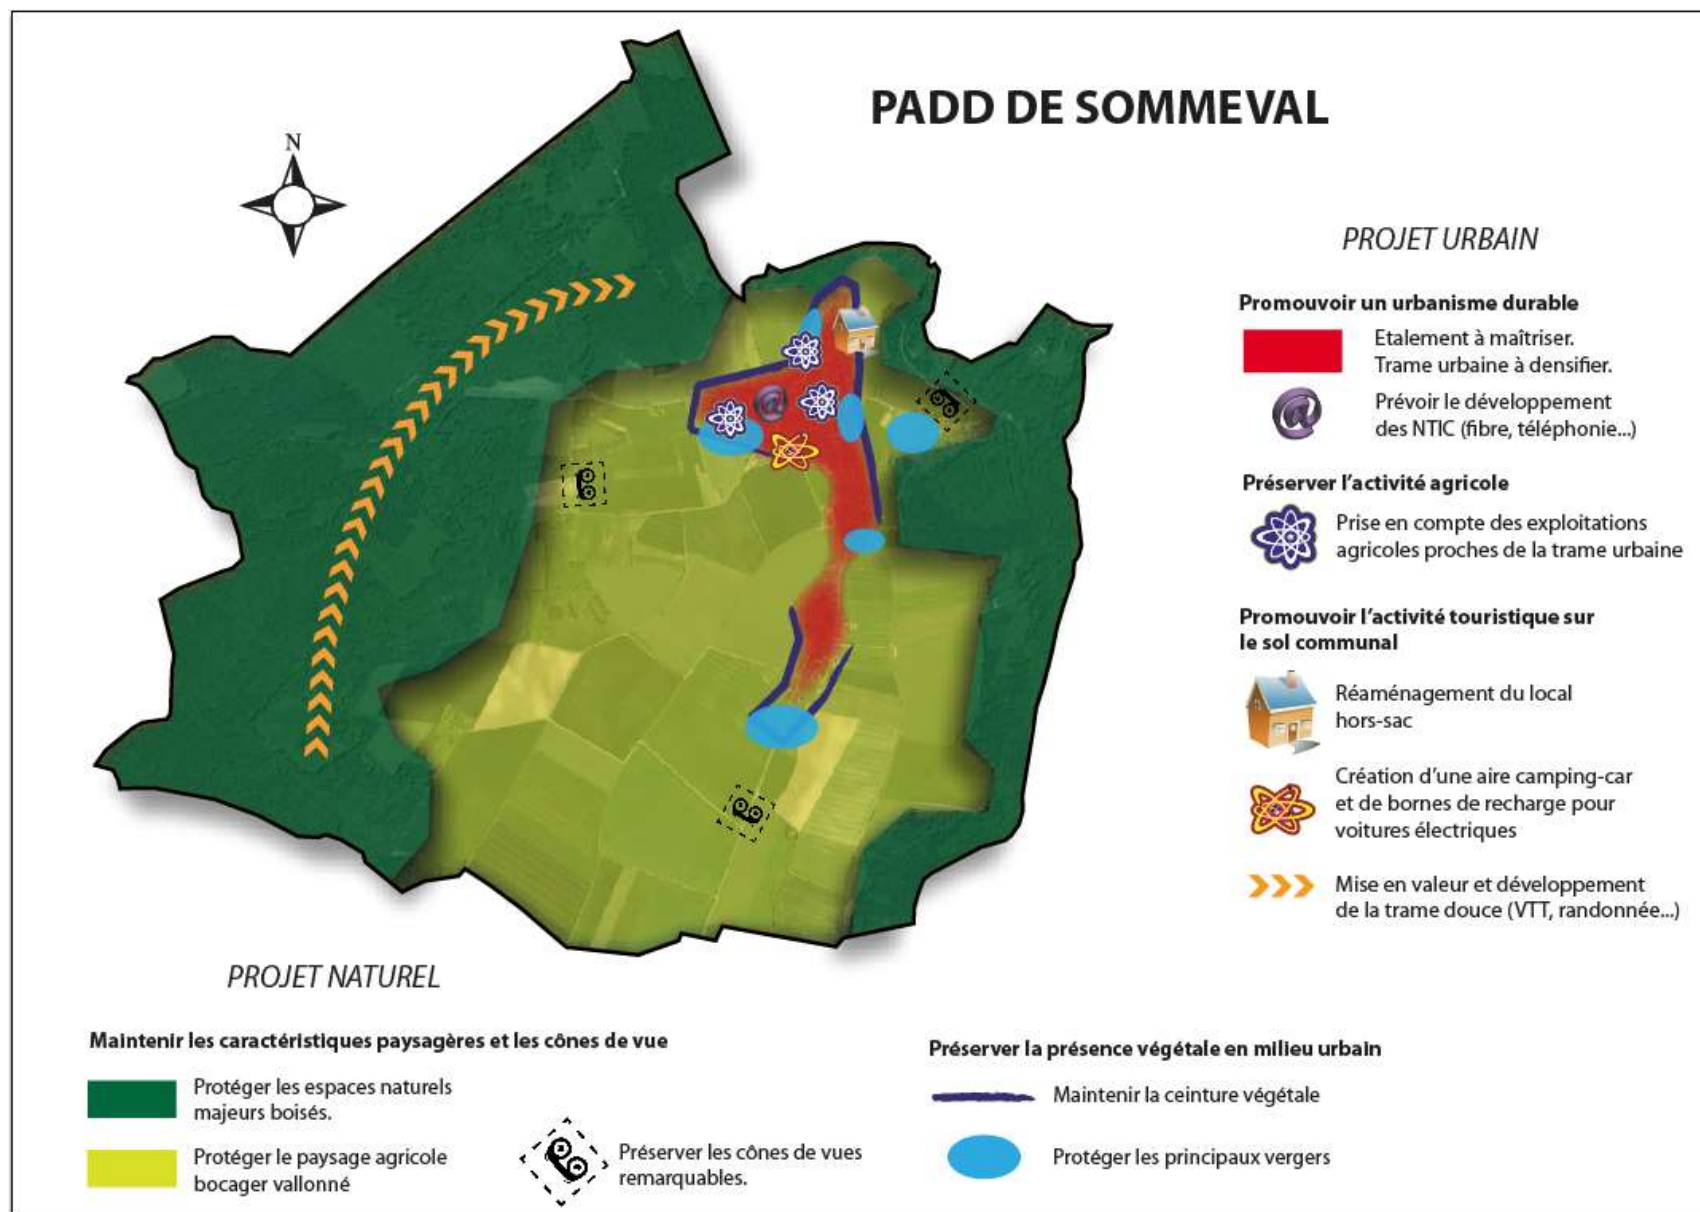 PADD DE SOMMEVAL
N
PROJET URBAIN
Promouvoir un urbanisme durable
Etalement à maîtriser.
Trame urbaine à densifier.
@
Prévoir le développement
des NTIC (fibre, téléphonie...)
Préserver l'activité agricole
Prise en compte des exploitations
agricoles proches de la trame urbaine
Promouvoir l'activité touristique sur
le sol communal
Réaménagement du local
hors-sac
Création d'une aire camping-car
et de bornes de recharge pour
voitures électriques
Mise en valeur et développement
de la trame douce (VTT, randonnée...)
PROJET NATUREL
Maintenir les caractéristiques paysagères et les cônes de vue
Protéger les espaces naturels
majeurs boisés.
Protéger le paysage agricole
bocager vallonné
Préserver les cônes de vues
remarquables.
Préserver la présence végétale en milieu urbain
Maintenir la ceinture végétale
Protéger les principaux vergers